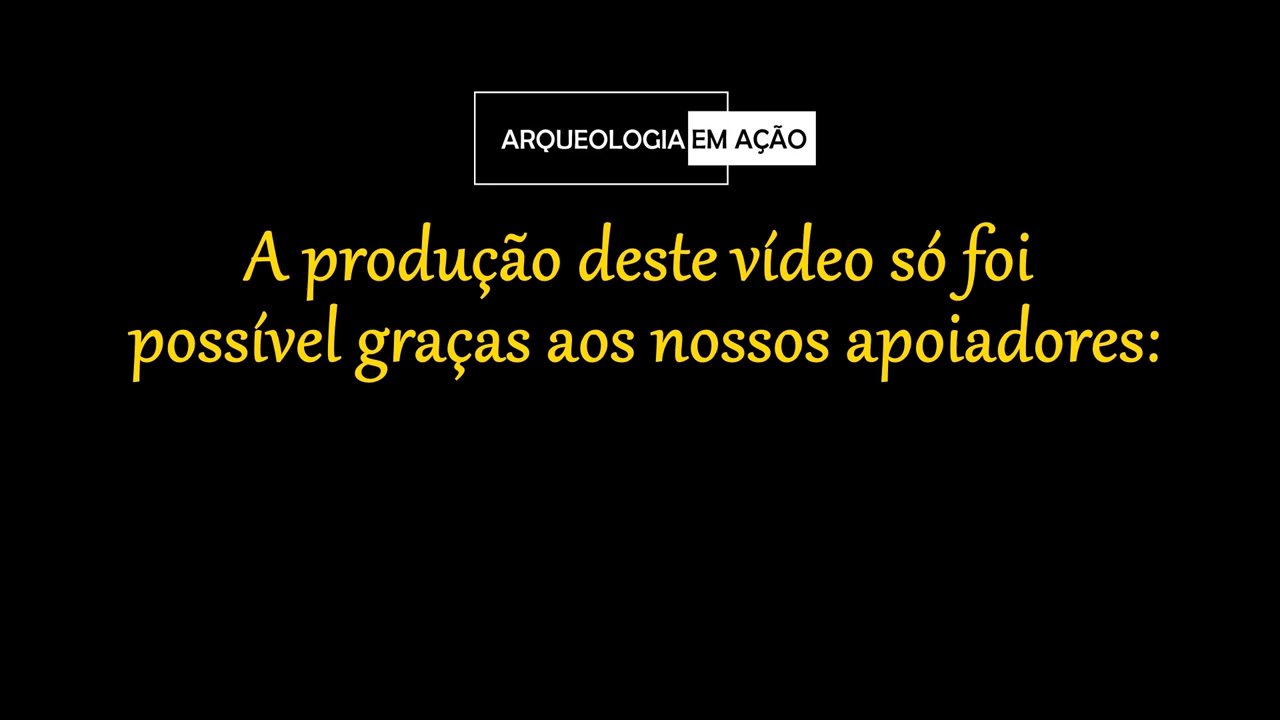 ARQUEOLOGIA EM AÇÃO
A produção deste vídeo só foi
possível graças aos nossos apoiadores: